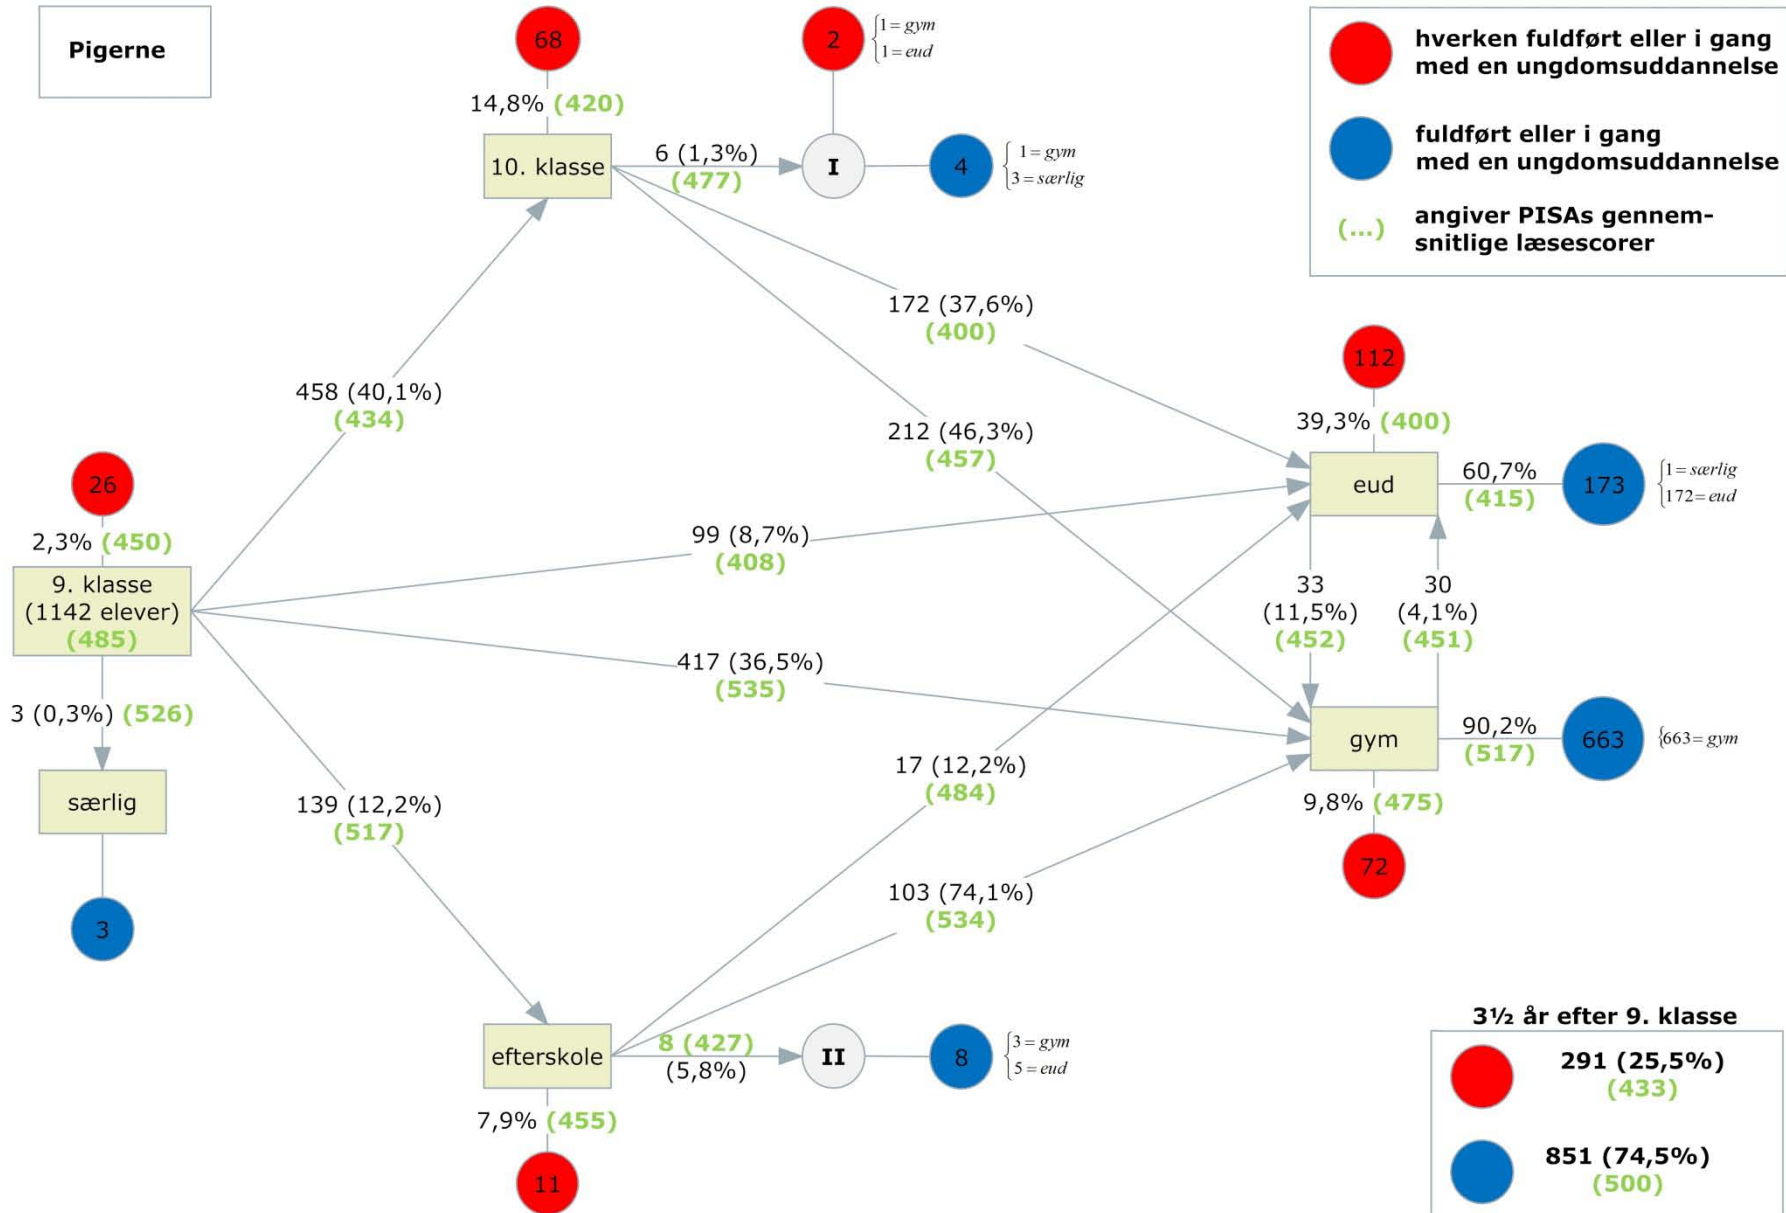 Pigerne
68
14,8% (420)
10. klasse
6 (1,3%)
(477)
I
2
1 = gym
1 = eud
4
1 = gym
3 = særlig
hverken fuldført eller i gang
med en ungdomsuddannelse
fuldført eller i gang
med en ungdomsuddannelse
(...)
angiver PISAs gennem-
snitlige læsescorer
172 (37,6%)
(400)
458 (40,1%)
(434)
212 (46,3%)
(457)
112
39,3% (400)
eud
60,7%
(415)
173
1 = særlig
172 = eud
26
2,3% (450)
9. klasse
(1142 elever)
(485)
99 (8,7%)
(408)
33
(11,5%)
(452)
30
(4,1%)
(451)
417 (36,5%)
(535)
3 (0,3%) (526)
særlig
3
gym
90,2%
(517)
663
663 = gym
9,8% (475)
72
17 (12,2%)
(484)
139 (12,2%)
(517)
103 (74,1%)
(534)
efterskole
8 (427)
(5,8%)
II
8
3 = gym
5 = eud
7,9% (455)
11
3½ år efter 9. klasse
291 (25,5%)
(433)
851 (74,5%)
(500)